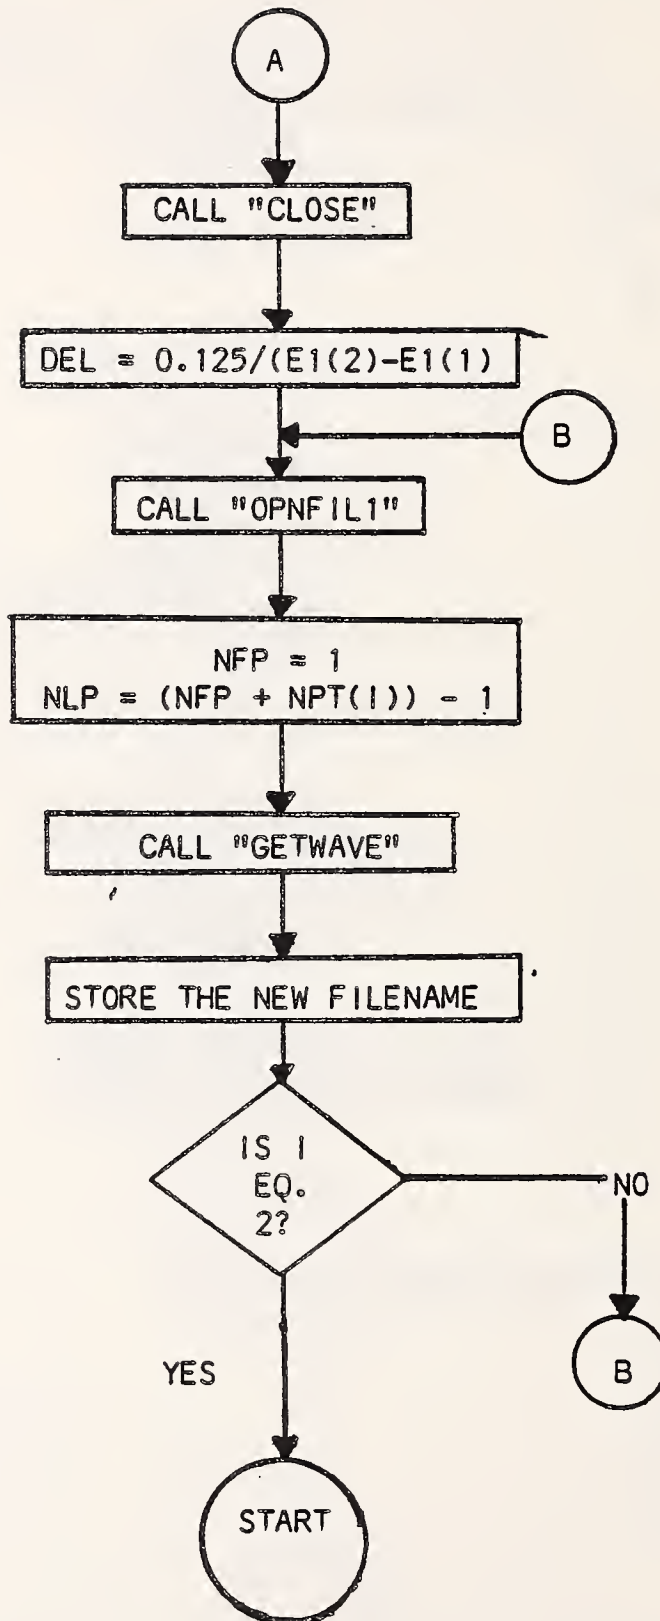 A
CALL "CLOSE"
DEL = 0.125/(E1(2)-E1(1)
B
CALL "OPNFIL1"
NFP = 1
NLP = (NFP + NPT(I)) - 1
CALL "GETWAVE"
STORE THE NEW FILENAME
IS I
EQ.
2?
NO
YES
B
START